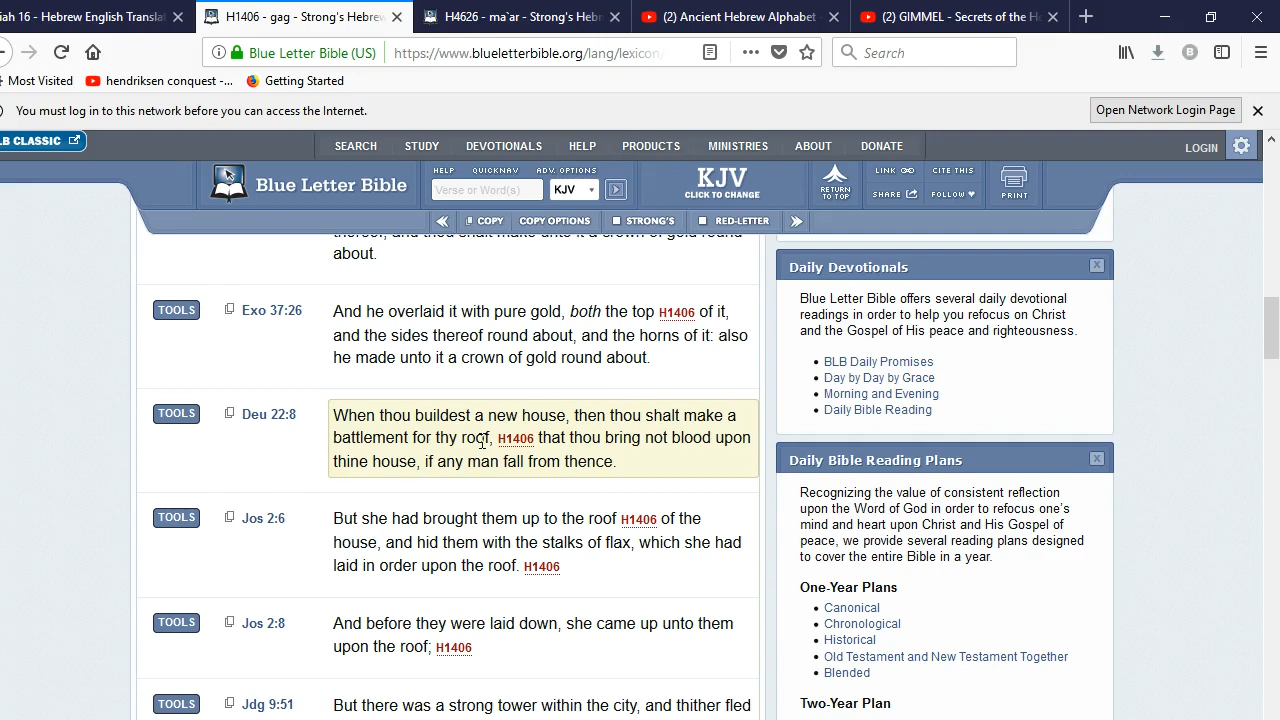 iah 16 - Hebrew English Translat
H1406 - gag - Strong's Hebrew
H4626 - ma'ar - Strong's Hebr
(2) Ancient Hebrew Alphabet -
(2) GIMMEL - Secrets of the H
Blue Letter Bible (US)
https://www.blueletterbible.org/lang/lexicon/
Search
Most Visited
hendriksen conquest -...
Getting Started
You must log in to this network before you can access the Internet.
Open Network Login Page
LB CLASSIC
SEARCH STUDY DEVOTIONALS HELP PRODUCTS MINISTRIES ABOUT DONATE
LOGIN
Blue Letter Bible
HELP QUICKNAV ADV. OPTIONS
Verse or Word(s) KJV
KJV
CLICK TO CHANGE
RETURN
TO TOP
LINK CITE THIS
SHARE FOLLOW
PRINT
COPY COPY OPTIONS STRONG'S RED-LETTER
thereof, and thou shalt make unto it a crown of gold round
about.
TOOLS Exo 37:26
And he overlaid it with pure gold, both the top H1406 of it,
and the sides thereof round about, and the horns of it: also
he made unto it a crown of gold round about.
TOOLS Deu 22:8
When thou buildest a new house, then thou shalt make a
battlement for thy roof, H1406 that thou bring not blood upon
thine house, if any man fall from thence.
TOOLS Jos 2:6
But she had brought them up to the roof H1406 of the
house, and hid them with the stalks of flax, which she had
laid in order upon the roof. H1406
TOOLS Jos 2:8
And before they were laid down, she came up unto them
upon the roof; H1406
TOOLS Jdg 9:51
But there was a strong tower within the city, and thither fled
Daily Devotionals
Blue Letter Bible offers several daily devotional
readings in order to help you refocus on Christ
and the Gospel of His peace and righteousness.
BLB Daily Promises
Day by Day by Grace
Morning and Evening
Daily Bible Reading
Daily Bible Reading Plans
Recognizing the value of consistent reflection
upon the Word of God in order to refocus one's
mind and heart upon Christ and His Gospel of
peace, we provide several reading plans designed
to cover the entire Bible in a year.
One-Year Plans
Canonical
Chronological
Historical
Old Testament and New Testament Together
Blended
Two-Year Plan